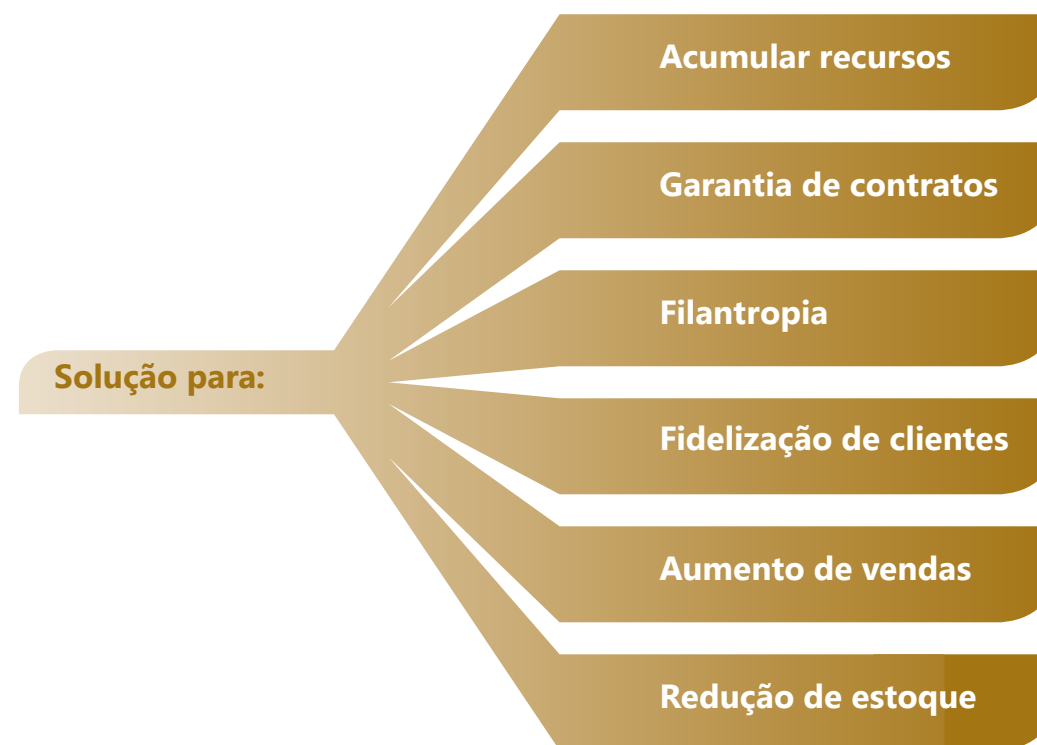 Acumular recursos
Garantia de contratos
Filantropia
Solução para:
Fidelização de clientes
Aumento de vendas
Redução de estoque